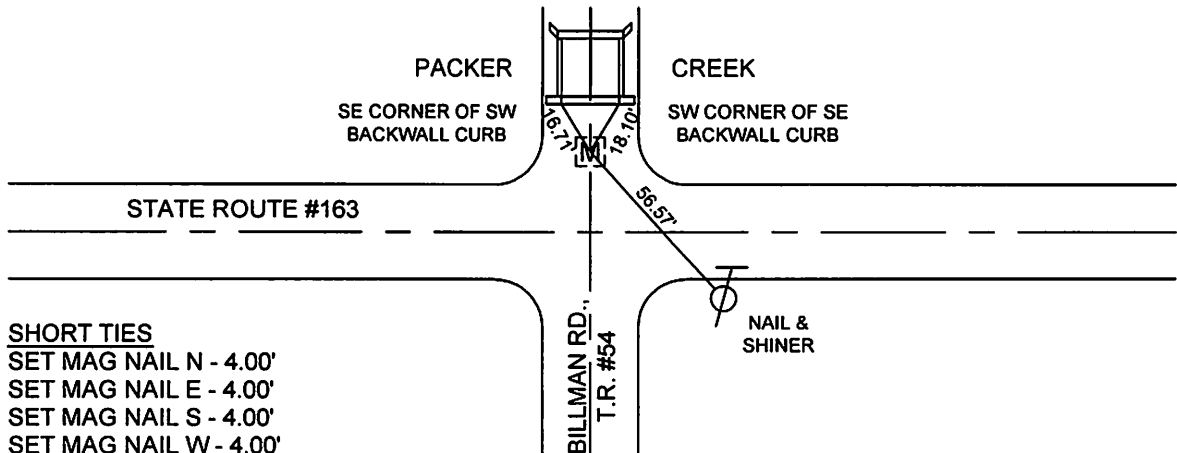 PACKER
CREEK
SE CORNER OF SW
BACKWALL CURB
SW CORNER OF SE
BACKWALL CURB
16.71'
18.10'
M
56.57'
STATE ROUTE #163
NAIL &
SHINER
BILLMAN RD.,
T.R. #54
SHORT TIES
SET MAG NAIL N - 4.00'
SET MAG NAIL E - 4.00'
SET MAG NAIL S - 4.00'
SET MAG NAIL W - 4.00'